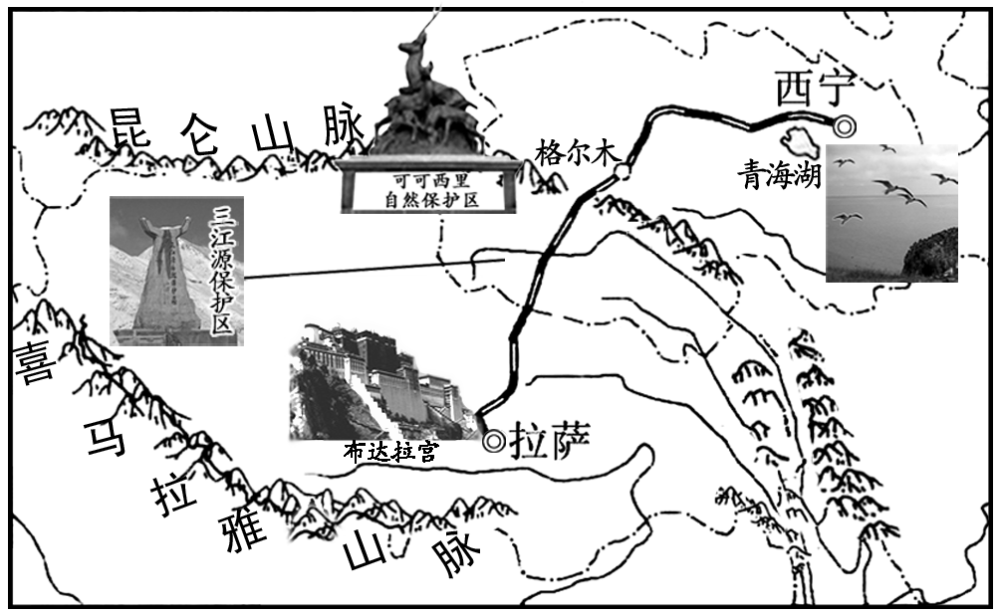 西宁
昆仑山脉
格尔木
可可西里
自然保护区
青海湖
三江源保护区
喜马拉雅山脉
拉萨
布达拉宫